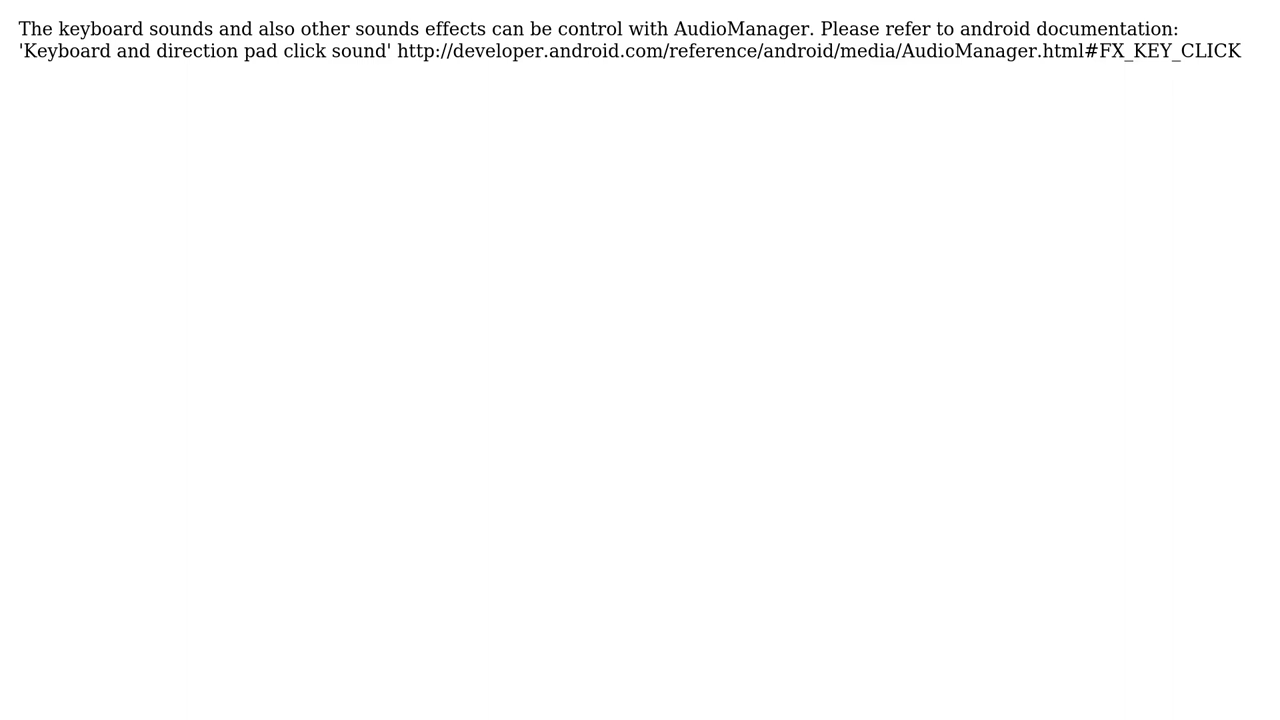 The keyboard sounds and also other sounds effects can be control with AudioManager. Please refer to android documentation:
'Keyboard and direction pad click sound' http://developer.android.com/reference/android/media/AudioManager.html#FX_KEY_CLICK